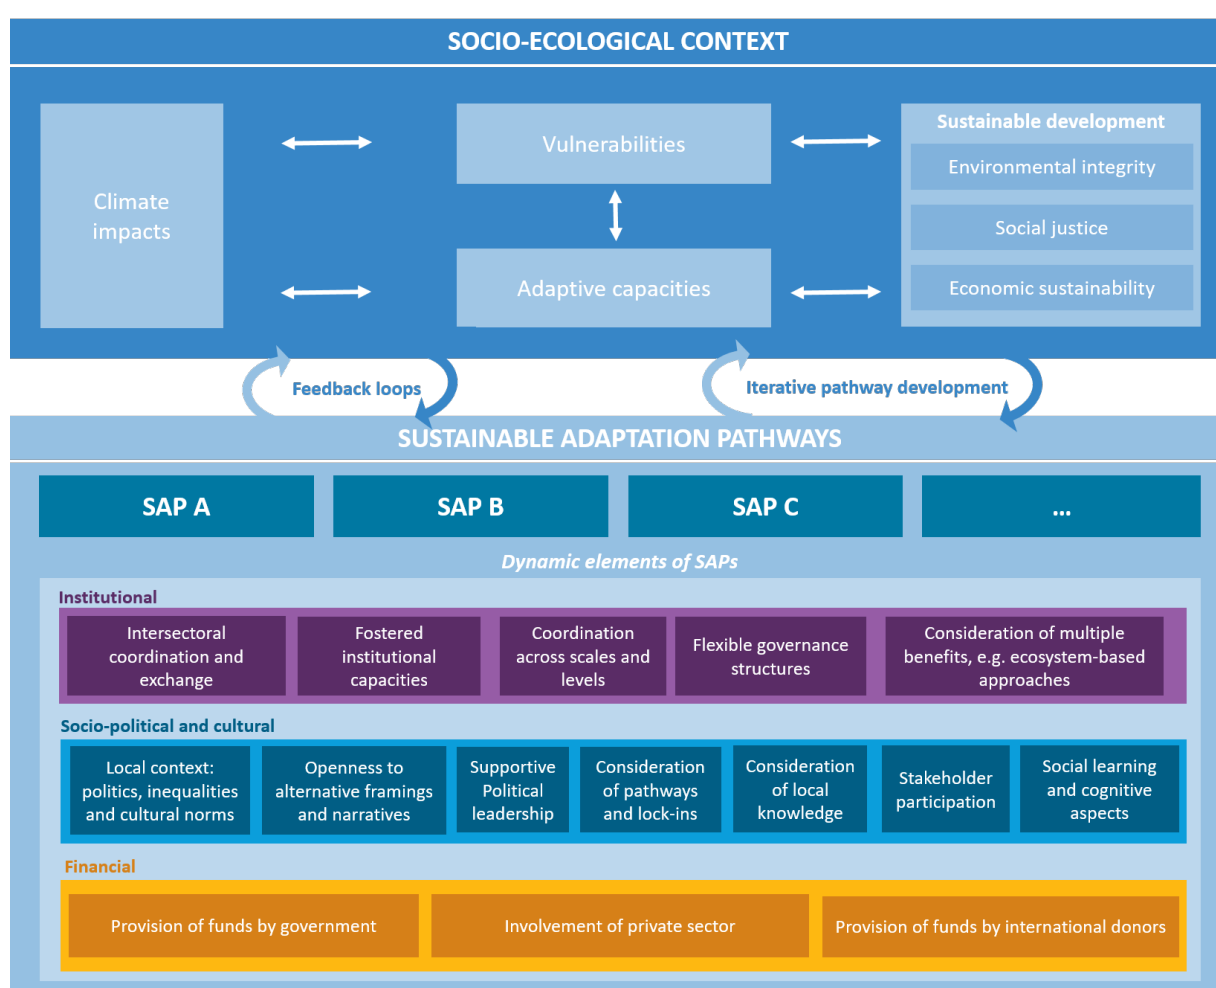 SOCIO-ECOLOGICAL CONTEXT
Climate
impacts
Vulnerabilities
Adaptive capacities
Sustainable development
Environmental integrity
Social justice
Economic sustainability
Feedback loops
Iterative pathway development
SUSTAINABLE ADAPTATION PATHWAYS
SAP A
SAP B
SAP C
...
Dynamic elements of SAPs
Institutional
Intersectoral
coordination and
exchange
Fostered
institutional
capacities
Coordination
across scales and
levels
Flexible governance
structures
Consideration of multiple
benefits, e.g. ecosystem-based
approaches
Socio-political and cultural
Local context:
politics, inequalities
and cultural norms
Openness to
alternative framings
and narratives
Supportive
Political
leadership
Consideration
of pathways
and lock-ins
Consideration
of local
knowledge
Stakeholder
participation
Social learning
and cognitive
aspects
Financial
Provision of funds by government
Involvement of private sector
Provision of funds by international donors